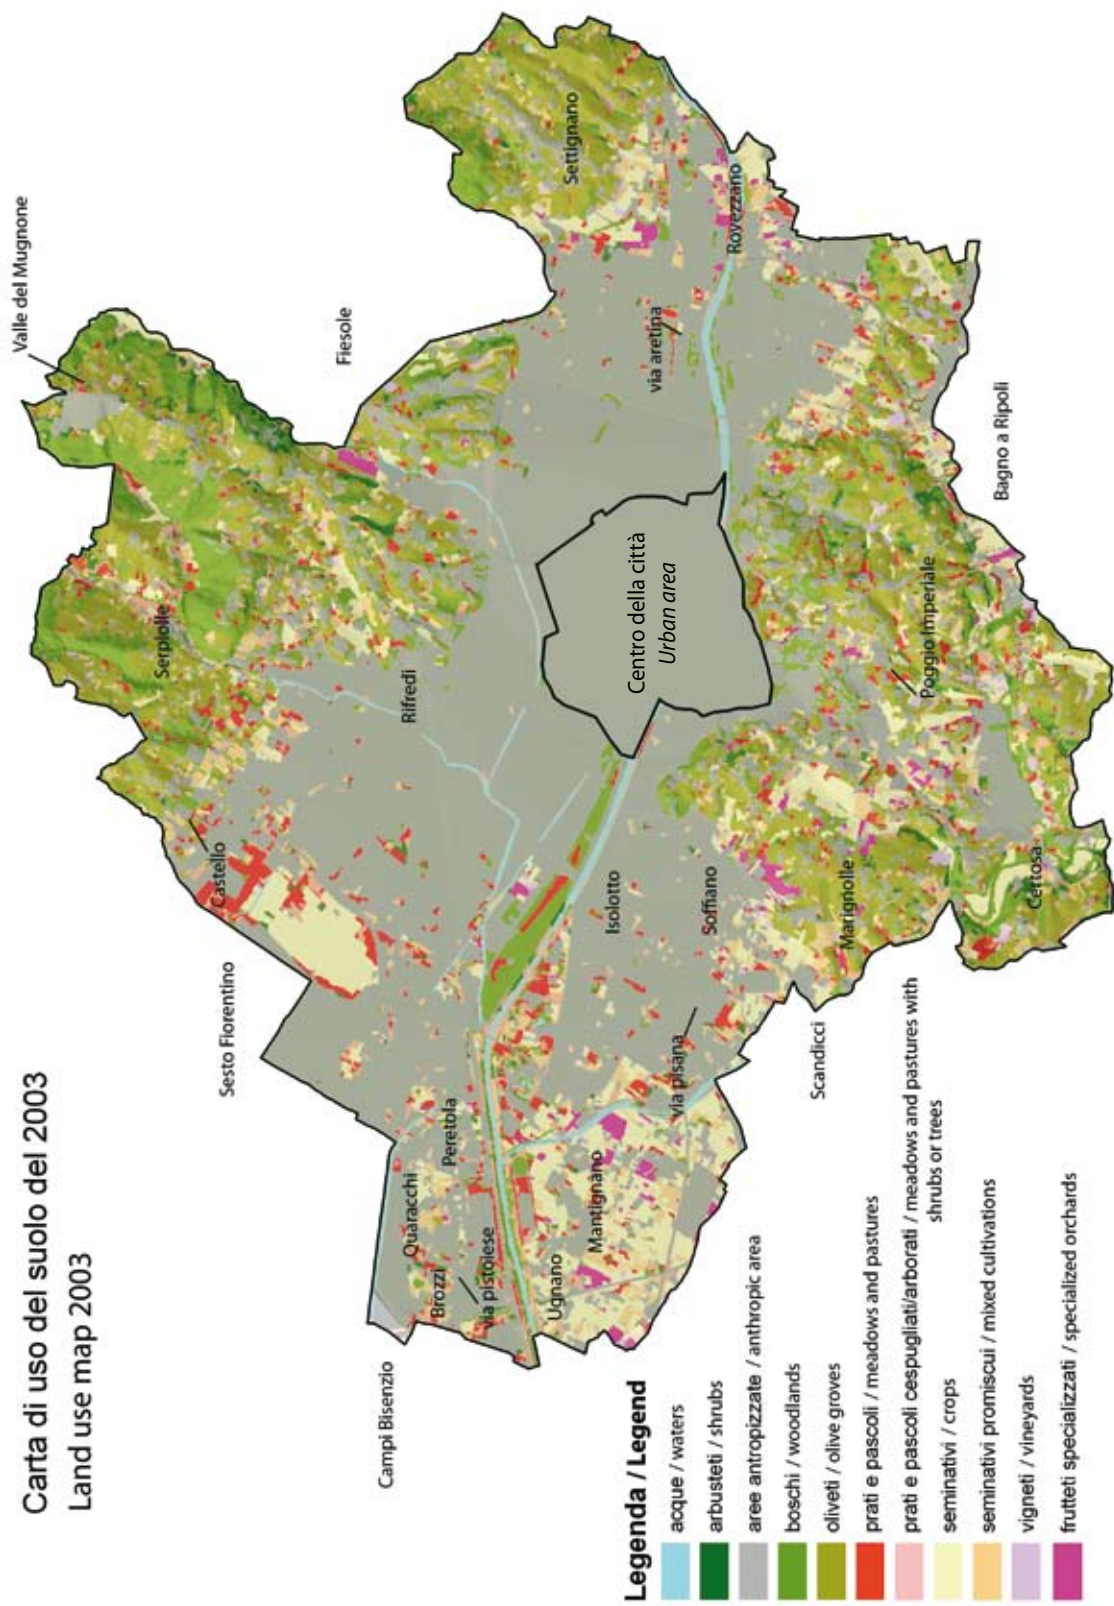 Carta di uso del suolo del 2003
Land use map 2003
Valle del Mugnone
Fiesole
Settignano
Serpiolle
Rovezzano
via aretina
Castello
Rifredi
Centro della città
Urban area
Bagno a Ripoli
Poggio Imperiale
Sesto Fiorentino
Isolotto
Soffiano
Marignolle
Certosa
Peretola
Quaracchi
Brozzi
via pistoiese
Campi Bisenzio
Ugnano
Mantignano
via pisana
Scandicci
Legenda / Legend
acque / waters
arbusteti / shrubs
aree antropizzate / anthropic area
boschi / woodlands
oliveti / olive groves
prati e pascoli / meadows and pastures
prati e pascoli cespugliati/arborati / meadows and pastures with
shrubs or trees
seminativi / crops
seminativi promiscui / mixed cultivations
vigneti / vineyards
frutteti specializzati / specialized orchards